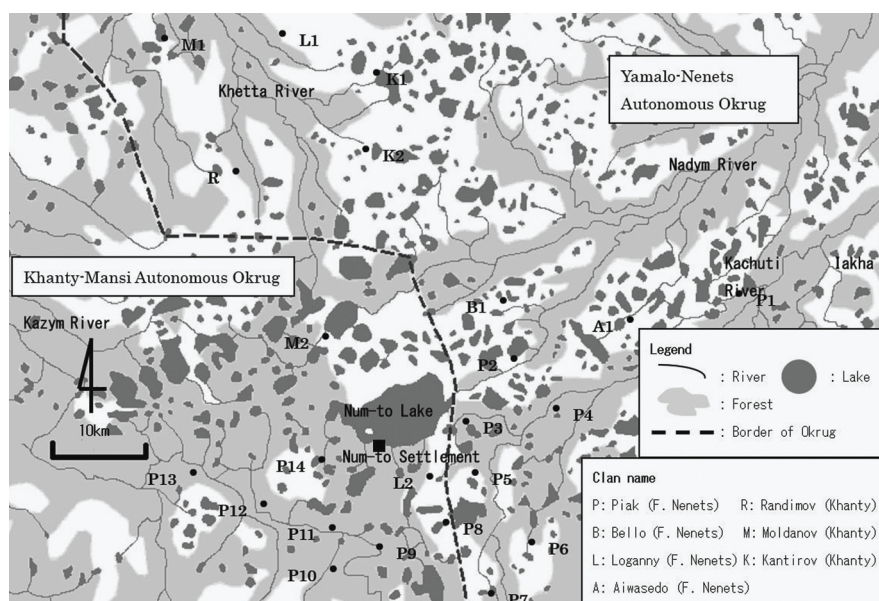 M1
L1
K1
Khetta River
Yamalo-Nenets
Autonomous Okrug
K2
Nadym River
R
Khanty-Mansi Autonomous Okrug
Kachuti
River
Iakha
P1
B1
A1
Kazym River
M2
P2
Legend
: River
: Lake
: Forest
: Border of Okrug
10km
Num-to Lake
P3
P4
Num-to Settlement
P13
P14
L2
P5
P12
P11
P8
P9
P6
P10
P7
Clan name
P: Piak (F. Nenets) R: Randimov (Khanty)
B: Bello (F. Nenets) M: Moldanov (Khanty)
L: Loganny (F. Nenets) K: Kantirov (Khanty)
A: Aiwasedo (F. Nenets)